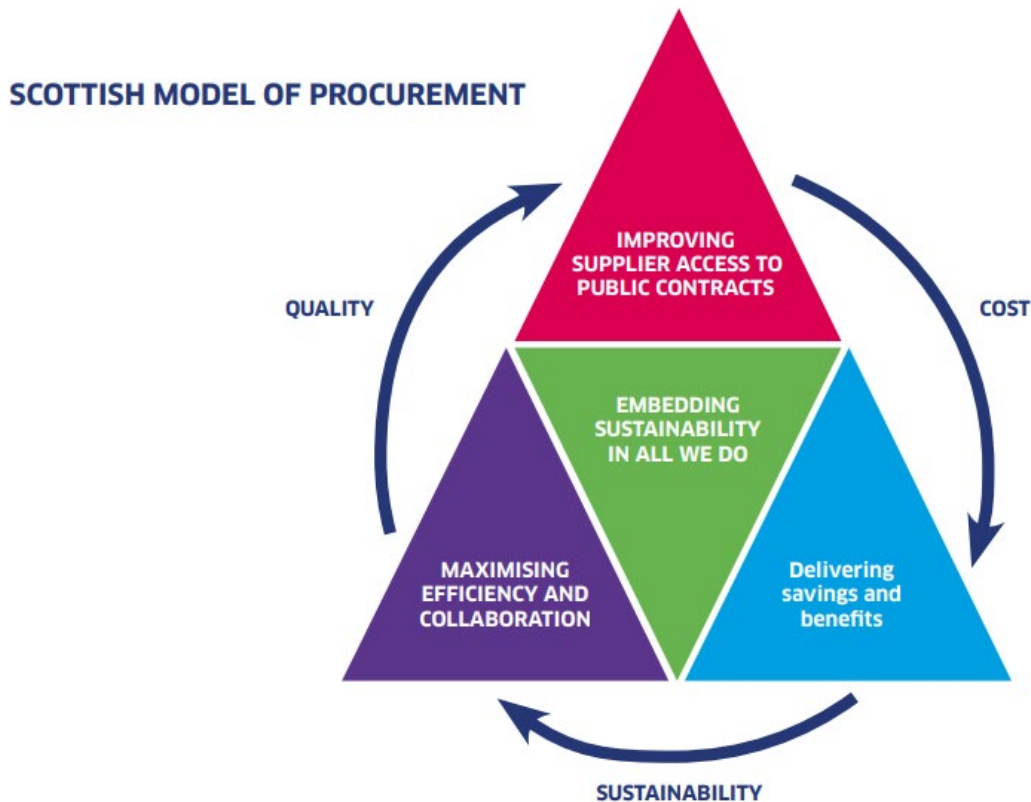 SCOTTISH MODEL OF PROCUREMENT
IMPROVING
SUPPLIER ACCESS TO
PUBLIC CONTRACTS
QUALITY
COST
EMBEDDING
SUSTAINABILITY
IN ALL WE DO
MAXIMISING
EFFICIENCY AND
COLLABORATION
Delivering
savings and
benefits
SUSTAINABILITY